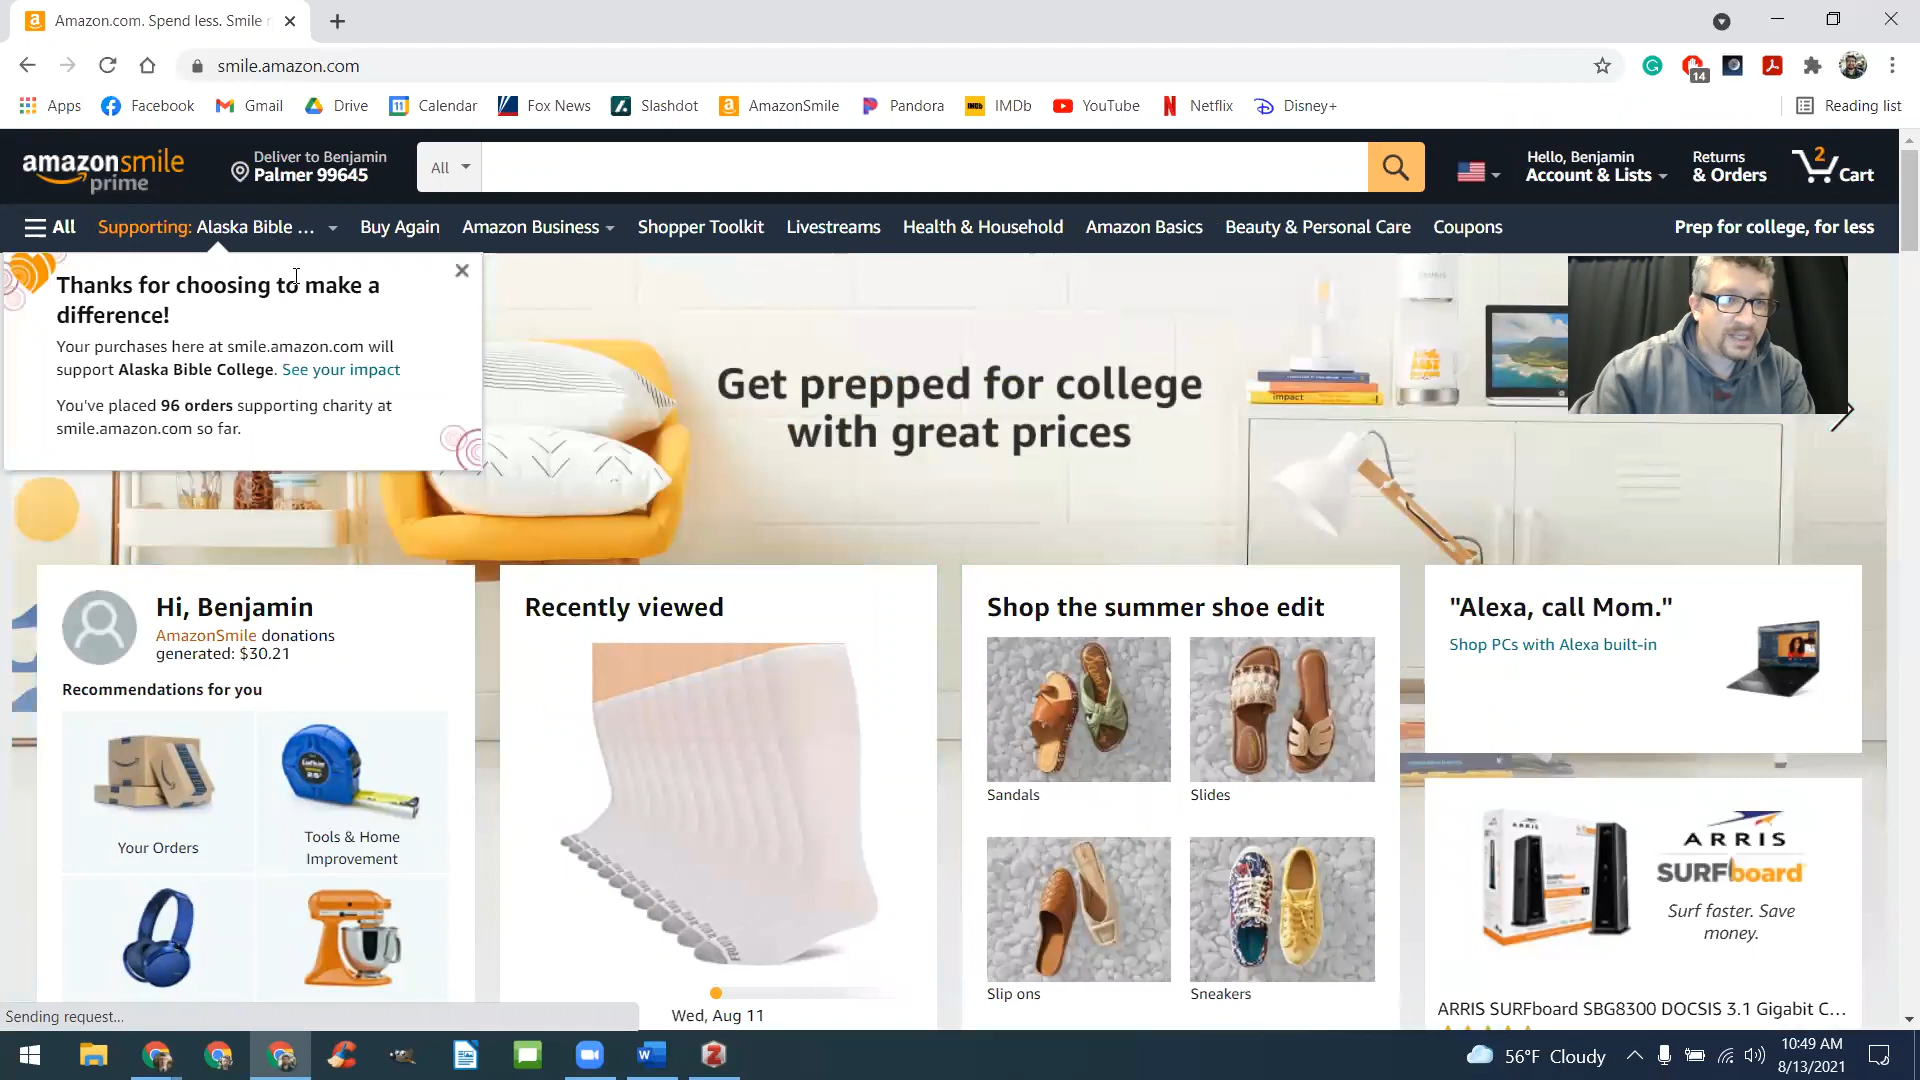 Amazon.com. Spend less. Smile
smile.amazon.com
14
Apps
Facebook
Gmail
Drive
11
Calendar
Fox News
Slashdot
AmazonSmile
Pandora
IMDb
YouTube
Netflix
Disney+
Reading list
amazonsmile
prime
Deliver to Benjamin
Palmer 99645
All
Hello, Benjamin
Account & Lists
Returns
& Orders
2
Cart
All
Supporting: Alaska Bible ...
Buy Again
Amazon Business
Shopper Toolkit
Livestreams
Health & Household
Amazon Basics
Beauty & Personal Care
Coupons
Prep for college, for less
Thanks for choosing to make a
difference!
Your purchases here at smile.amazon.com will
support Alaska Bible College. See your impact
You've placed 96 orders supporting charity at
smile.amazon.com so far.
Get prepped for college
with great prices
impact
Hi, Benjamin
AmazonSmile donations
generated: $30.21
Recommendations for you
Your Orders
Tools & Home
Improvement
Recently viewed
Wed, Aug 11
Shop the summer shoe edit
Sandals
Slides
Slip ons
Sneakers
"Alexa, call Mom."
Shop PCs with Alexa built-in
ARRIS
SURFboard
Surf faster. Save
money.
ARRIS SURFboard SBG8300 DOCSIS 3.1 Gigabit C...
Sending request...
56°F Cloudy
10:49 AM
8/13/2021